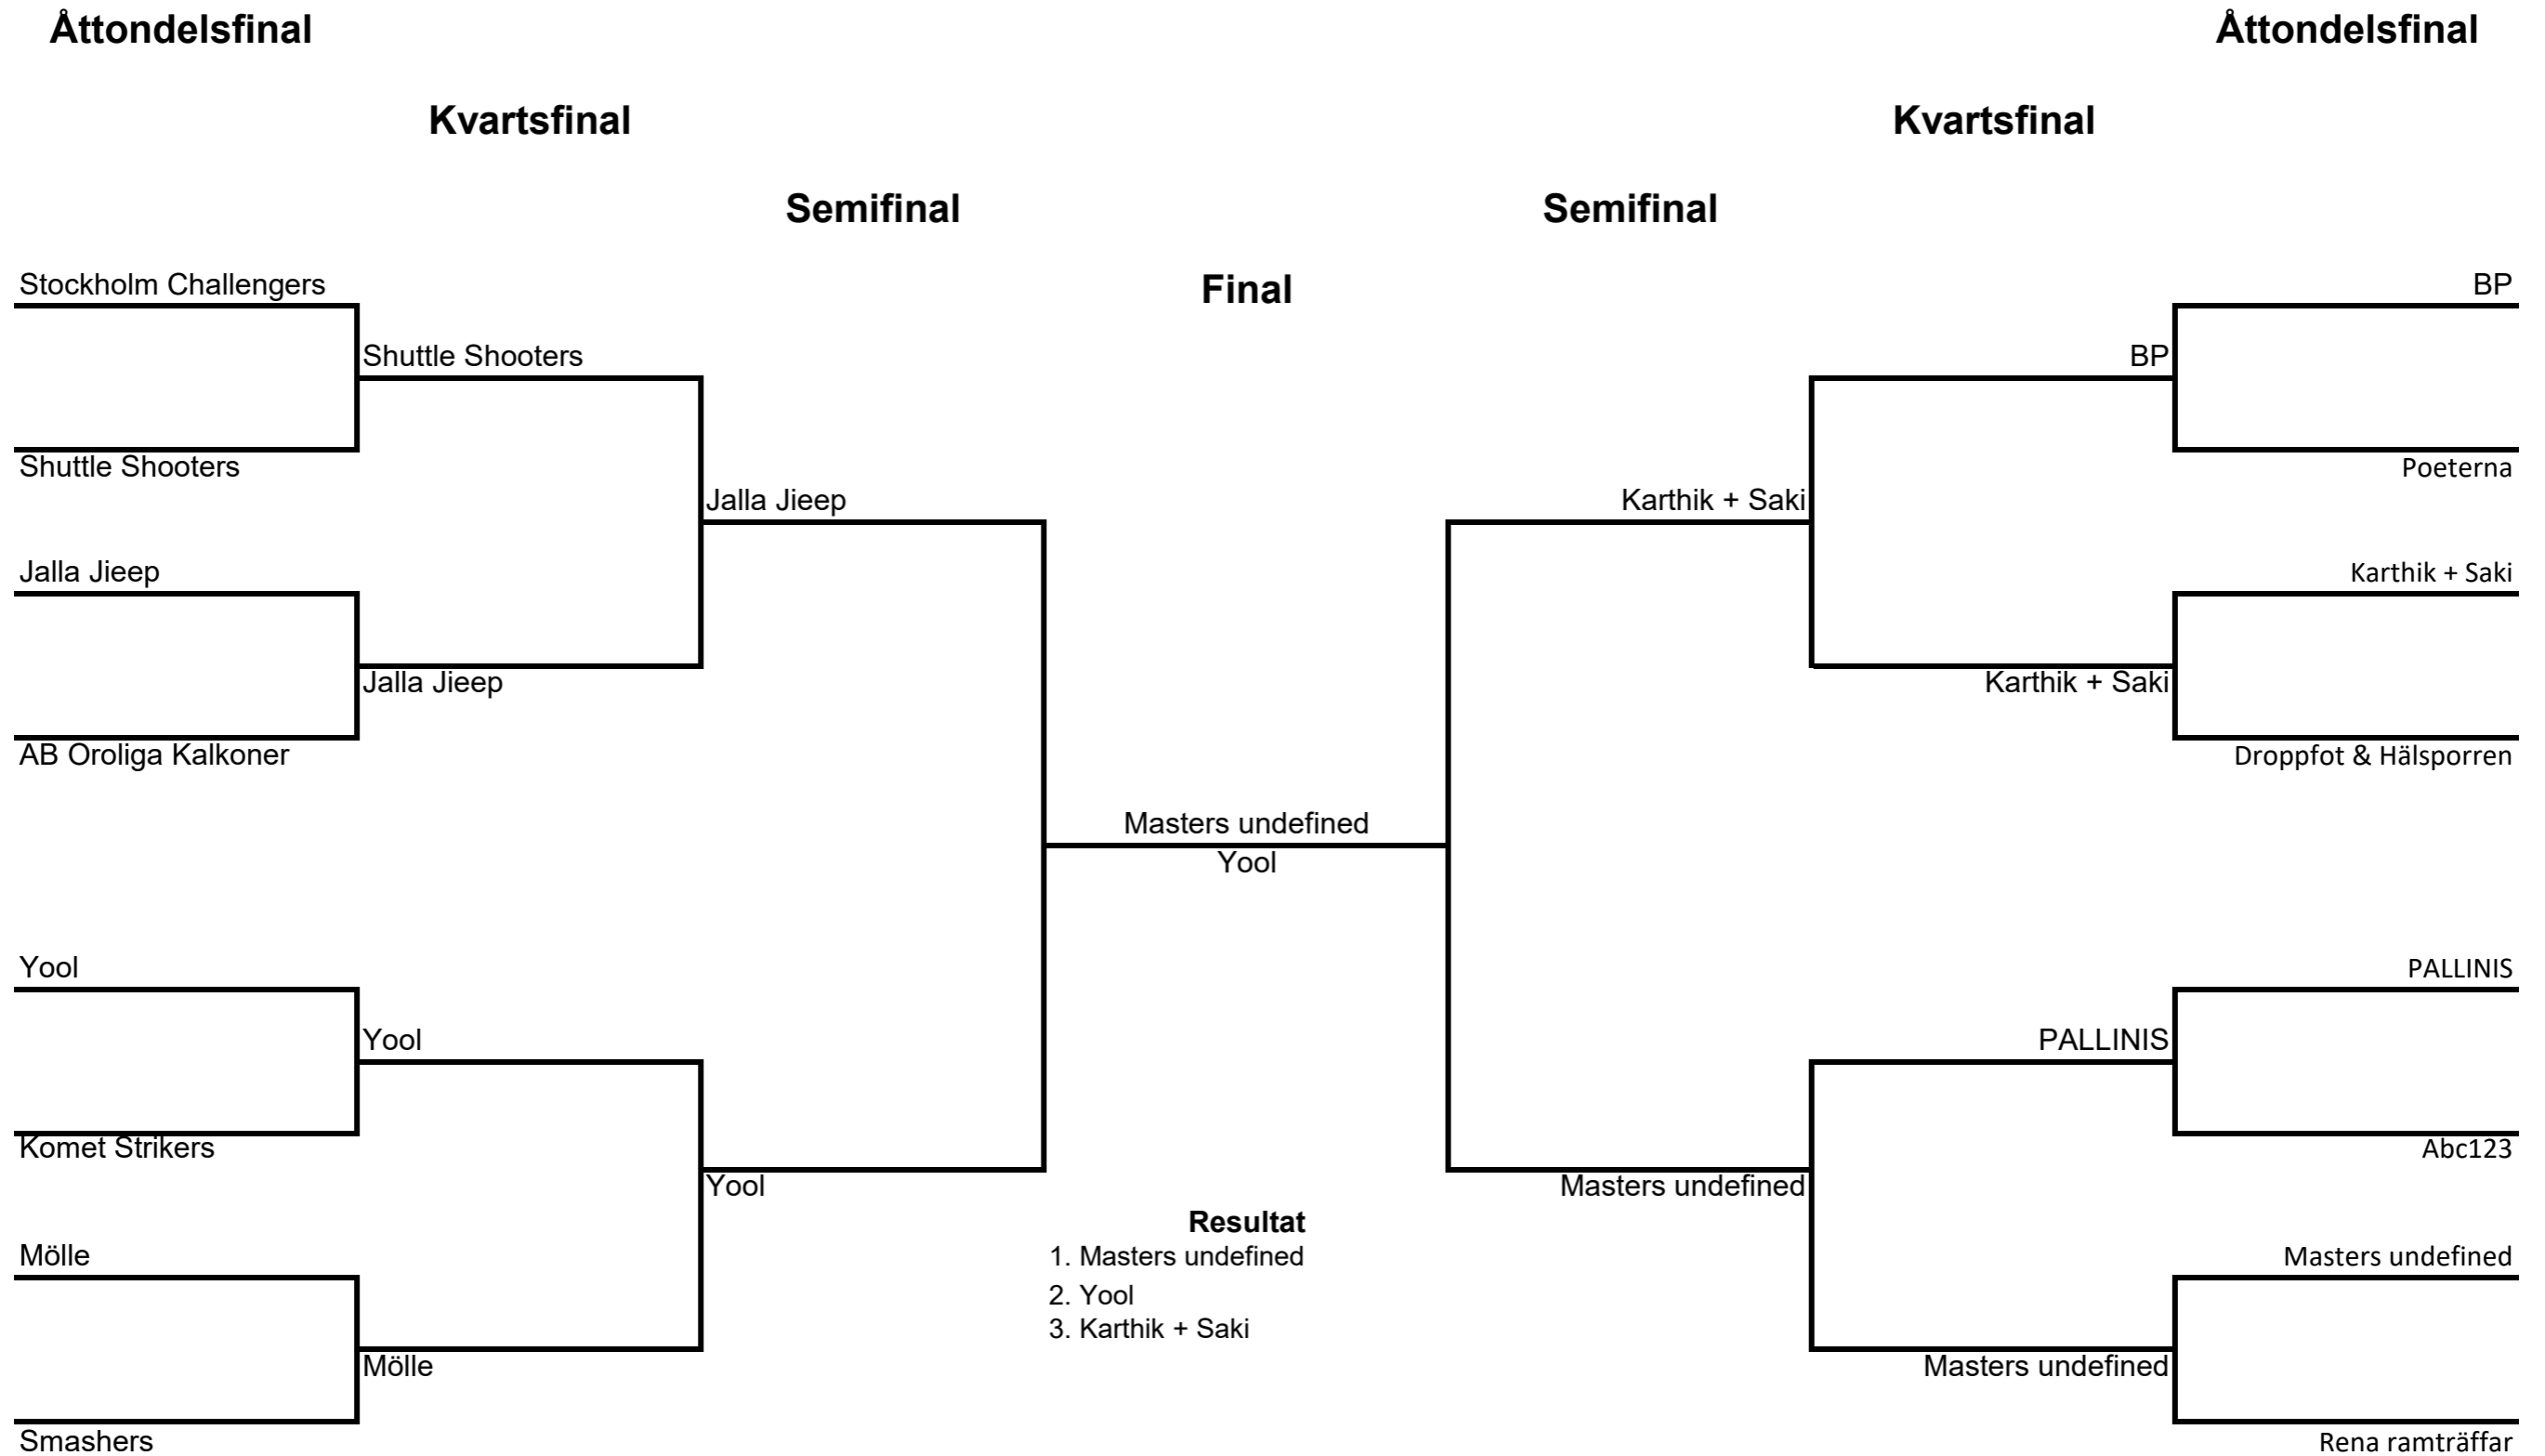 Åttondelsfinal
Åttondelsfinal
Kvartsfinal
Kvartsfinal
Semifinal
Semifinal
Final
Stockholm Challengers
BP
Shuttle Shooters
BP
Shuttle Shooters
Poeterna
Jalla Jieep
Karthik + Saki
Jalla Jieep
Karthik + Saki
Jalla Jieep
Karthik + Saki
AB Oroliga Kalkoner
Droppfot & Hälsporren
Masters undefined
Yool
Yool
PALLINIS
Yool
PALLINIS
Komet Strikers
Abc123
Yool
Masters undefined
Resultat
1. Masters undefined
2. Yool
3. Karthik + Saki
Mölle
Masters undefined
Mölle
Masters undefined
Smashers
Rena ramträffar